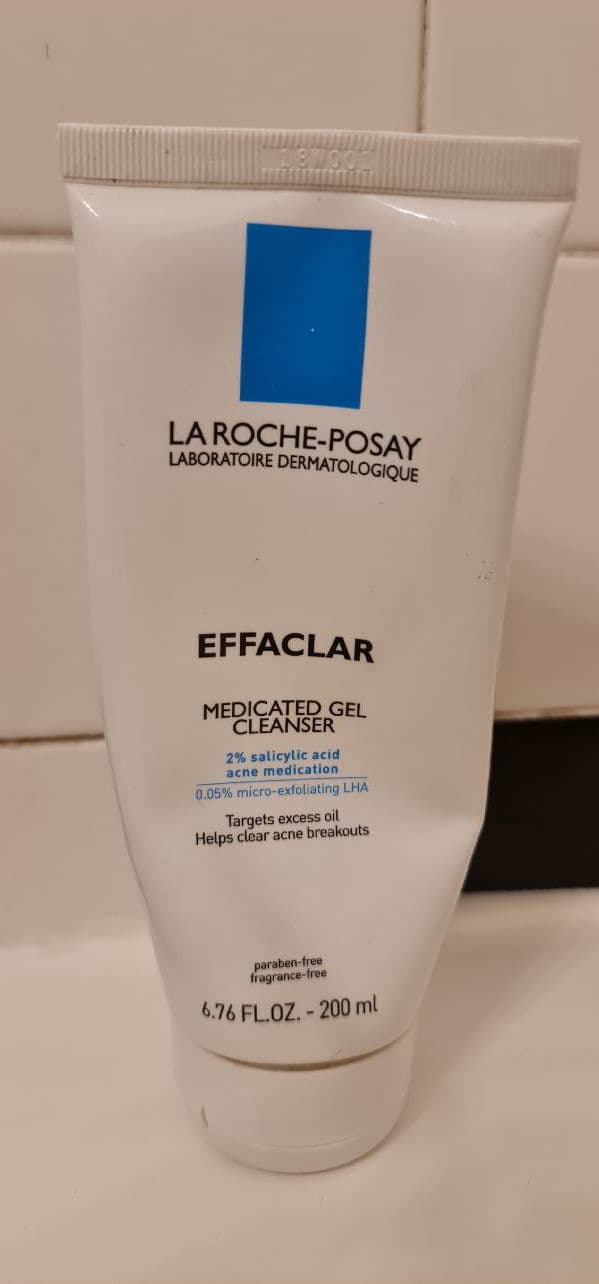 LA ROCHE-POSAY
LABORATOIRE DERMATOLOGIQUE
EFFACLAR
MEDICATED GEL
CLEANSER
2% salicylic acid
acne medication
0.05% micro-exfoliating LHA
Targets excess oil
Helps clear acne breakouts
paraben-free
fragrance-free
6.76 FL.OZ. - 200 ml